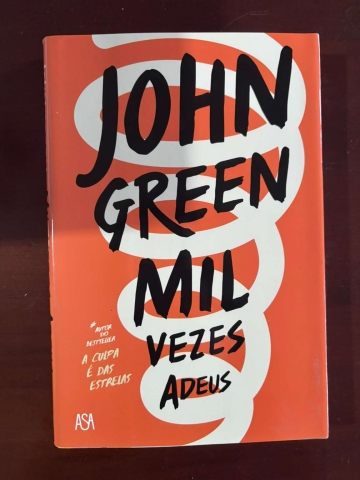 JOHN
GREEN
MIL
VEZES
ADEUS
* AUTOR
DO
BESTSELLER
A CULPA
É DAS
ESTRELAS
ASA